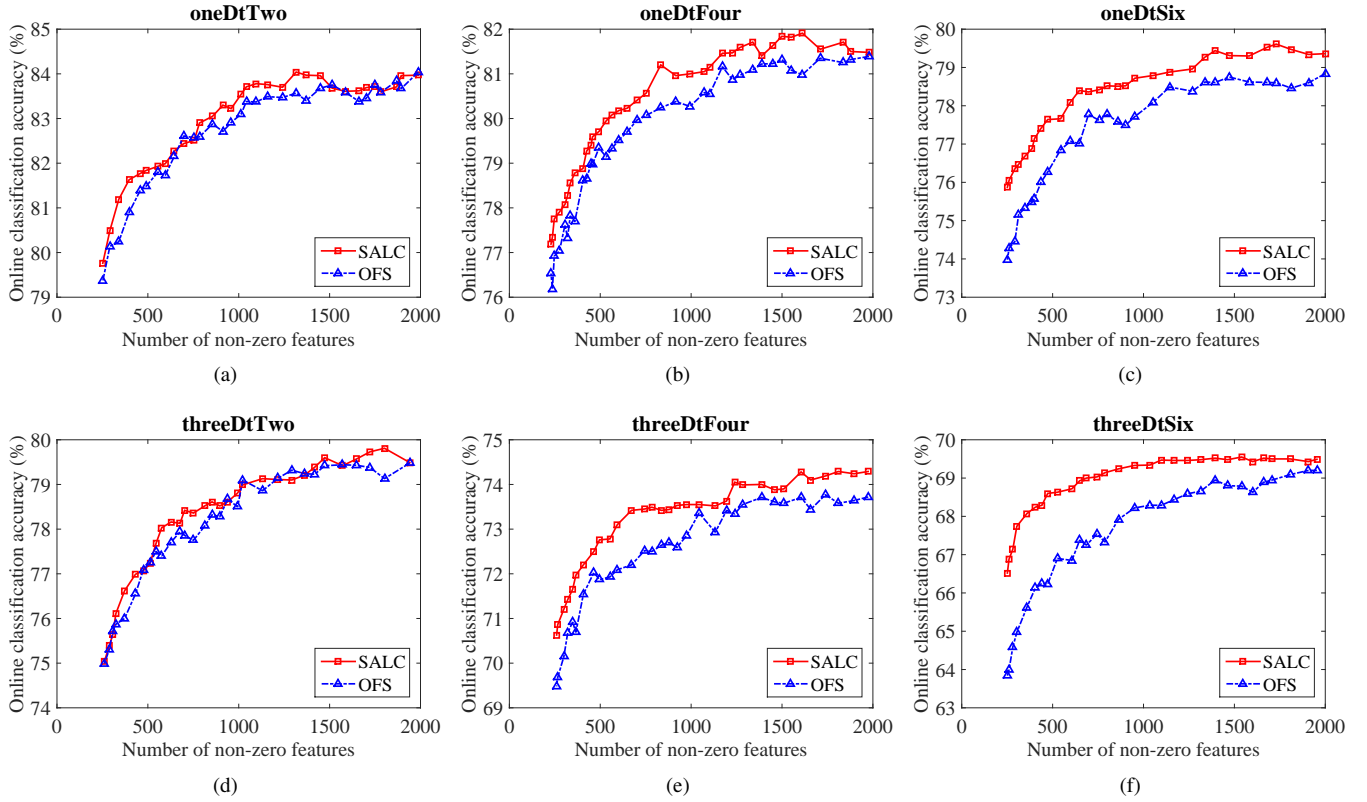 oneDtTwo
Online classification accuracy (%)
85
84
83
82
81
80
79
0
500
1000
1500
2000
SALC
OFS
Number of non-zero features
(a)
oneDtFour
Online classification accuracy (%)
82
81
80
79
78
77
76
0
500
1000
1500
2000
SALC
OFS
Number of non-zero features
(b)
oneDtSix
Online classification accuracy (%)
80
79
78
77
76
75
74
73
0
500
1000
1500
2000
SALC
OFS
Number of non-zero features
(c)
threeDtTwo
Online classification accuracy (%)
80
79
78
77
76
75
74
0
500
1000
1500
2000
SALC
OFS
Number of non-zero features
(d)
threeDtFour
Online classification accuracy (%)
75
74
73
72
71
70
69
0
500
1000
1500
2000
SALC
OFS
Number of non-zero features
(e)
threeDtSix
Online classification accuracy (%)
70
69
68
67
66
65
64
63
0
500
1000
1500
2000
SALC
OFS
Number of non-zero features
(f)